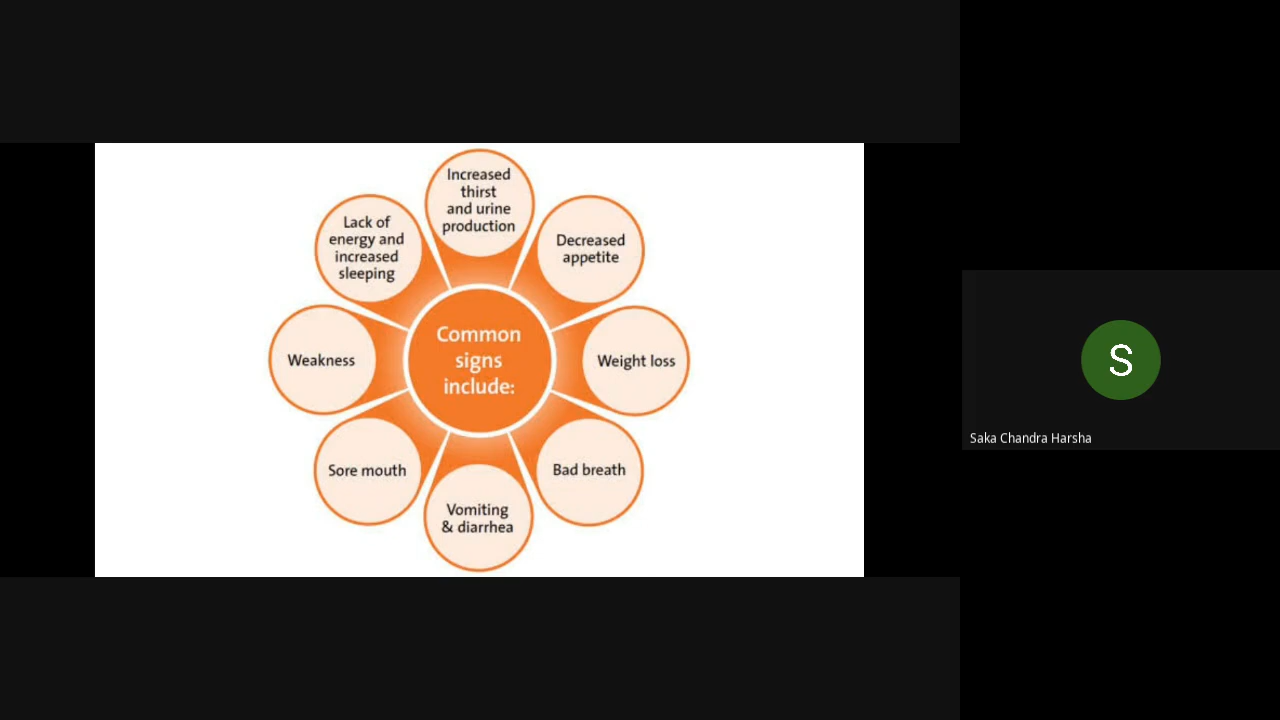 Increased
thirst
and urine
production
Decreased
appetite
Weight loss
Bad breath
Vomiting
& diarrhea
Sore mouth
Weakness
Lack of
energy and
increased
sleeping
Common
signs
include:
S
Saka Chandra Harsha